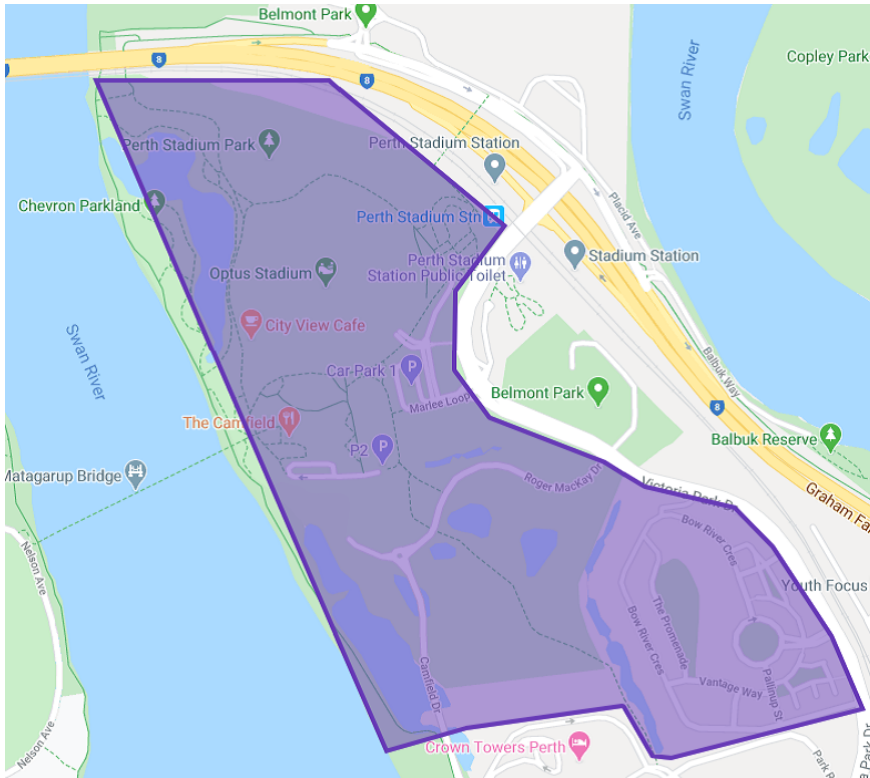 Belmont Park
8
8
Copley Park
Swan River
Perth Stadium Park
Perth Stadium Station
Chevron Parkland
Placid Ave
Perth Stadium Stn
Optus Stadium
Perth Stadium
Station Public Toilet
Stadium Station
City View Cafe
Swan River
Car Park 1
P
Balbuk Way
Marlee Loop
Belmont Park
8
The Camfield
P2
P
Balbuk Reserve
Matagarup Bridge
Roger MacKay Dr
Victoria Park Dr
Graham Fa
Nelson Ave
Bow River Cres
Youth Focus
The Promenade
Bow River Cres
Pallinup St
Vantage Way
Camfield Dr
Nelson Ave
Crown Towers Perth
Park R
a Park Dr